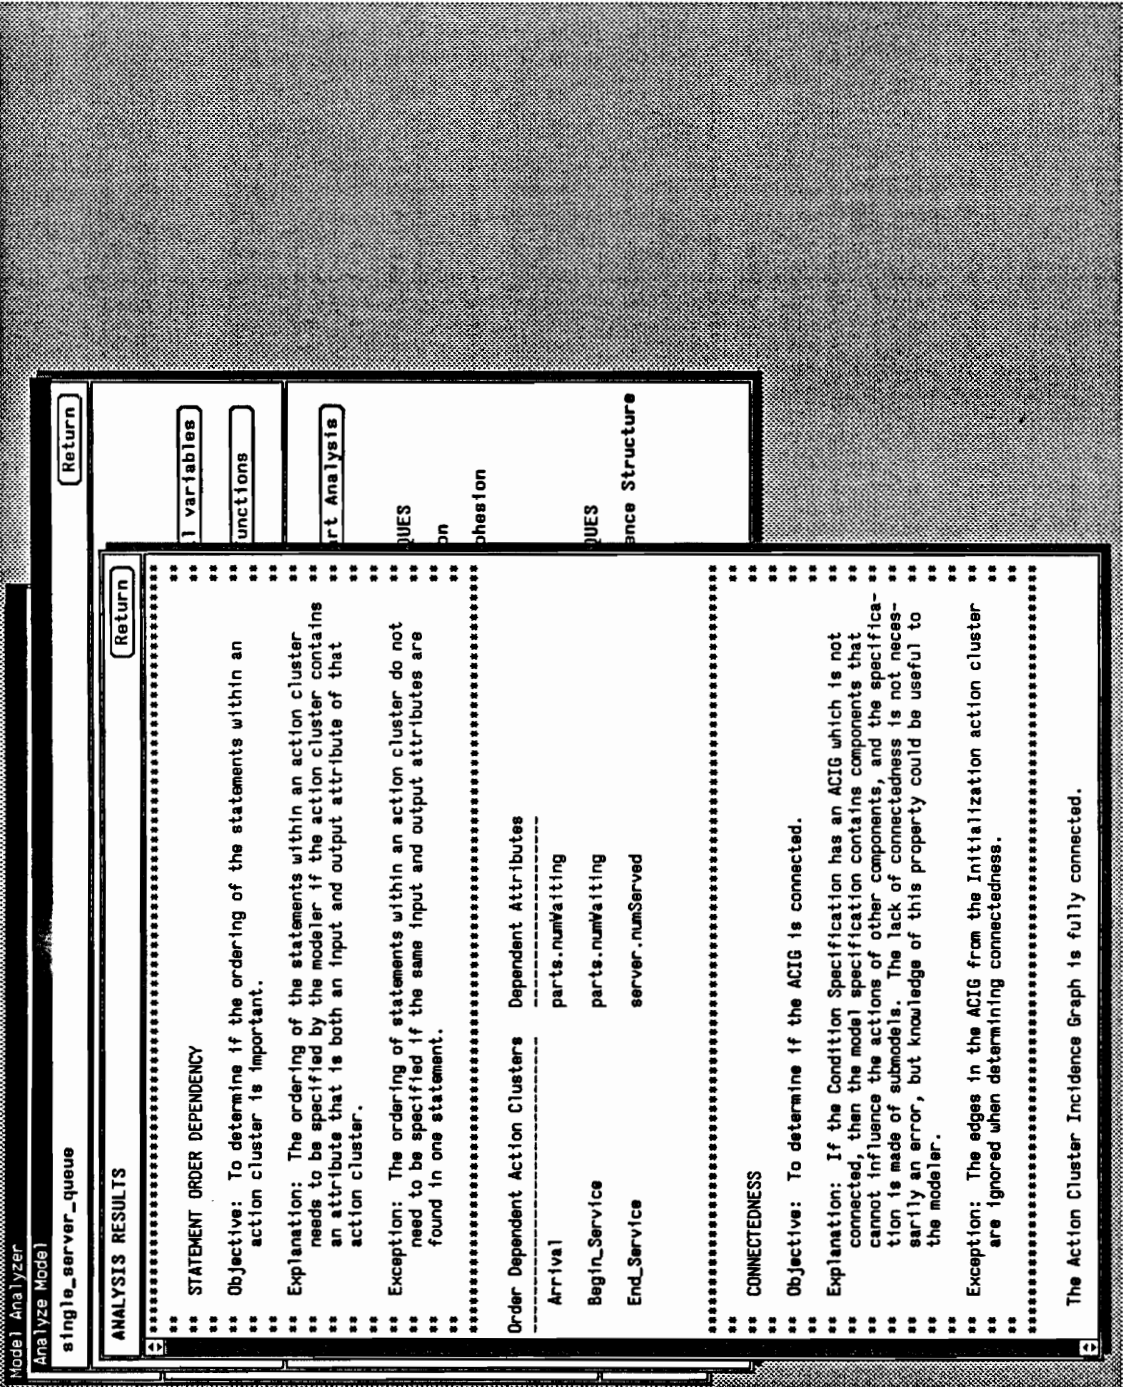 Model Analyzer
Analyze Model
single_server_queue
Return
ANALYSIS RESULTS
Return
l variables
unctions
rt Analysis
QUES
on
ohesion
QUES
ence Structure
**********************************************************************
** **
** STATEMENT ORDER DEPENDENCY **
** **
** Objective: To determine if the ordering of the statements within an **
** action cluster is important. **
** **
** Explanation: The ordering of the statements within an action cluster **
** needs to be specified by the modeler if the action cluster contains **
** an attribute that is both an input and output attribute of that **
** action cluster. **
** **
** Exception: The ordering of statements within an action cluster do not **
** need to be specified if the same input and output attributes are **
** found in one statement. **
** **
**********************************************************************
Order Dependent Action Clusters Dependent Attributes
------------------------------- --------------------
Arrival parts.numWaiting
Begin_Service parts.numWaiting
End_Service server.numServed
**********************************************************************
** **
** CONNECTEDNESS **
** **
** Objective: To determine if the ACIG is connected. **
** **
** Explanation: If the Condition Specification has an ACIG which is not **
** connected, then the model specification contains components that **
** cannot influence the actions of other components, and the specifica- **
** tion is made of submodels. The lack of connectedness is not neces- **
** sarily an error, but knowledge of this property could be useful to **
** the modeler. **
** **
** Exception: The edges in the ACIG from the Initialization action cluster **
** are ignored when determining connectedness. **
** **
**********************************************************************
The Action Cluster Incidence Graph is fully connected.